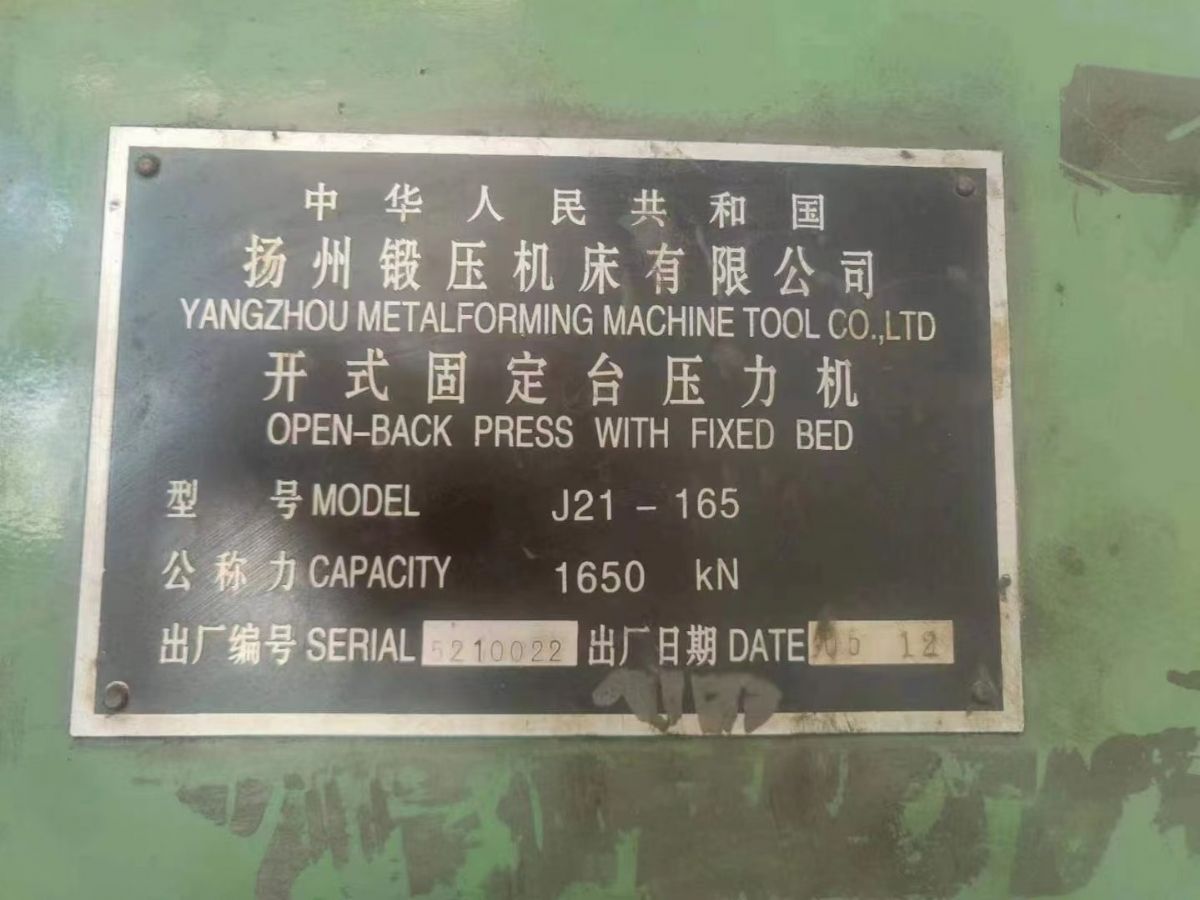 中华人民共和国
扬州锻压机床有限公司
YANGZHOU METALFORMING MACHINE TOOL CO.,LTD
开式固定台压力机
OPEN-BACK PRESS WITH FIXED BED
型 号 MODEL J21 - 165
公称力 CAPACITY 1650 kN
出厂编号 SERIAL 5210022 出厂日期 DATE 12